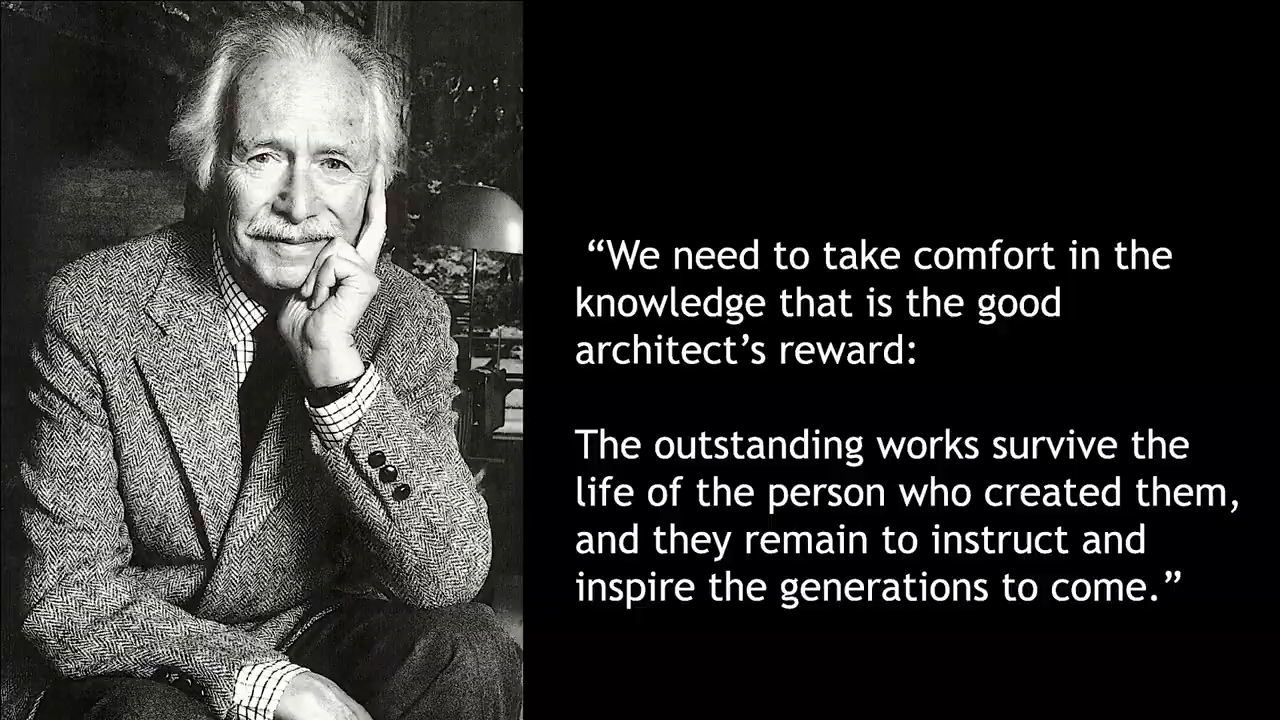 “We need to take comfort in the
knowledge that is the good
architect’s reward:
The outstanding works survive the
life of the person who created them,
and they remain to instruct and
inspire the generations to come.”